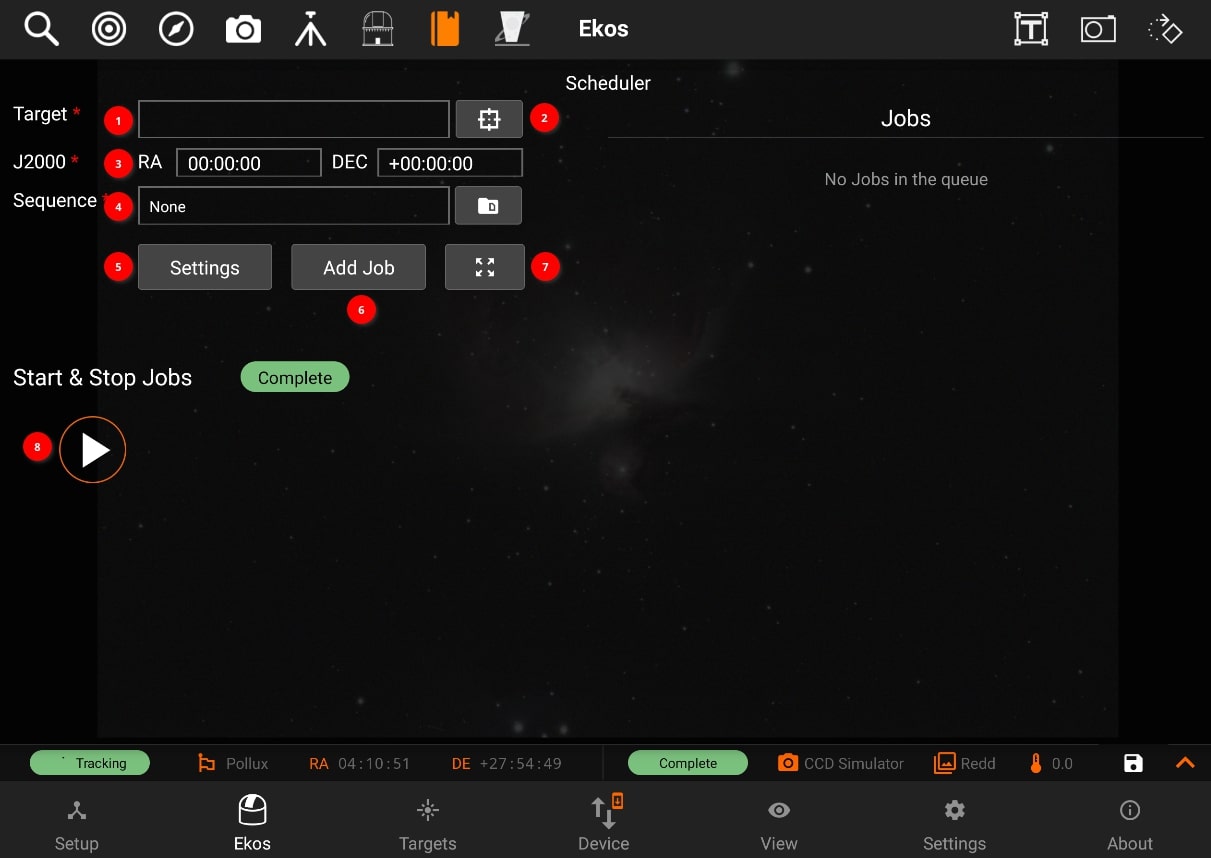 Ekos
Scheduler
Target *
1
2
Jobs
J2000 *
3
RA
00:00:00
DEC
+00:00:00
No Jobs in the queue
Sequence *
4
None
5
Settings
Add Job
7
6
Start & Stop Jobs
Complete
8
Tracking
Pollux
RA 04:10:51
DE +27:54:49
Complete
CCD Simulator
Redd
0.0
Setup
Ekos
Targets
Device
View
Settings
About